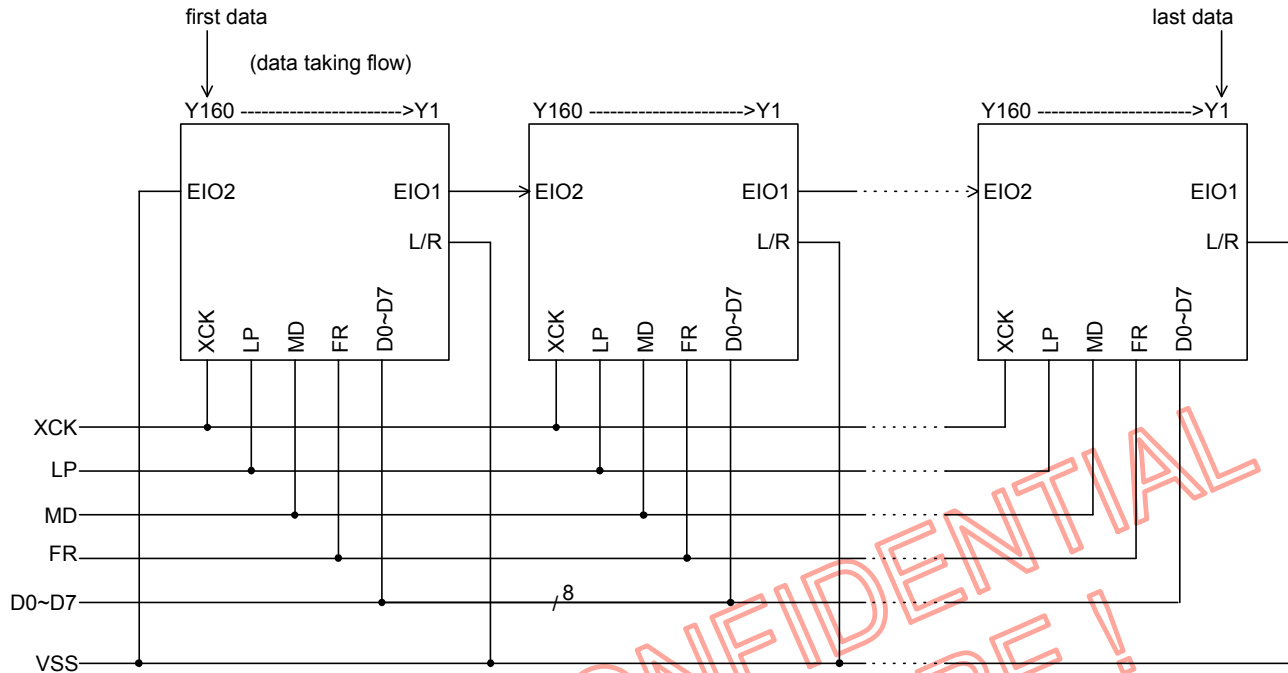 first data
last data
(data taking flow)
Y160 ---------------------->Y1
Y160 ---------------------->Y1
Y160 ---------------------->Y1
EIO2
EIO1
EIO2
EIO1
EIO2
EIO1
L/R
L/R
L/R
XCK
LP
MD
FR
D0~D7
XCK
LP
MD
FR
D0~D7
XCK
LP
MD
FR
D0~D7
XCK
LP
MD
FR
D0~D7
8
VSS